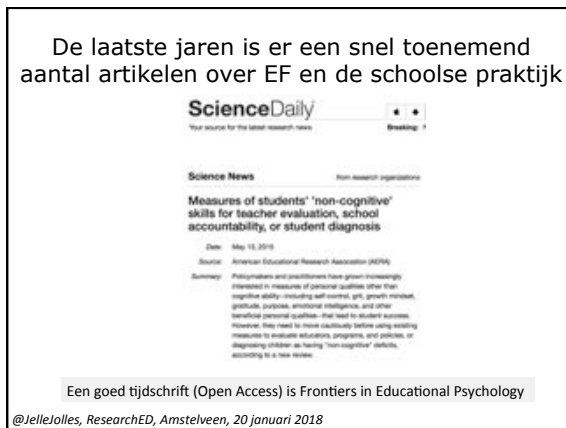 De laatste jaren is er een snel toenemend
aantal artikelen over EF en de schoolse praktijk
ScienceDaily
Your source for the latest research news
Breaking:
Science News
from research organizations
Measures of students' 'non-cognitive'
skills for teacher evaluation, school
accountability, or student diagnosis
Date: May 13, 2015
Source: American Educational Research Association (AERA)
Summary: Policymakers and practitioners have grown increasingly
interested in measures of personal qualities other than
cognitive ability--including self-control, grit, growth mindset,
gratitude, purpose, emotional intelligence, and other
beneficial personal qualities--that lead to student success.
However, they need to move cautiously before using existing
measures to evaluate educators, programs, and policies, or
diagnosing children as having "non-cognitive" deficits,
according to a new review.
Een goed tijdschrift (Open Access) is Frontiers in Educational Psychology
@JelleJolles, ResearchED, Amstelveen, 20 januari 2018